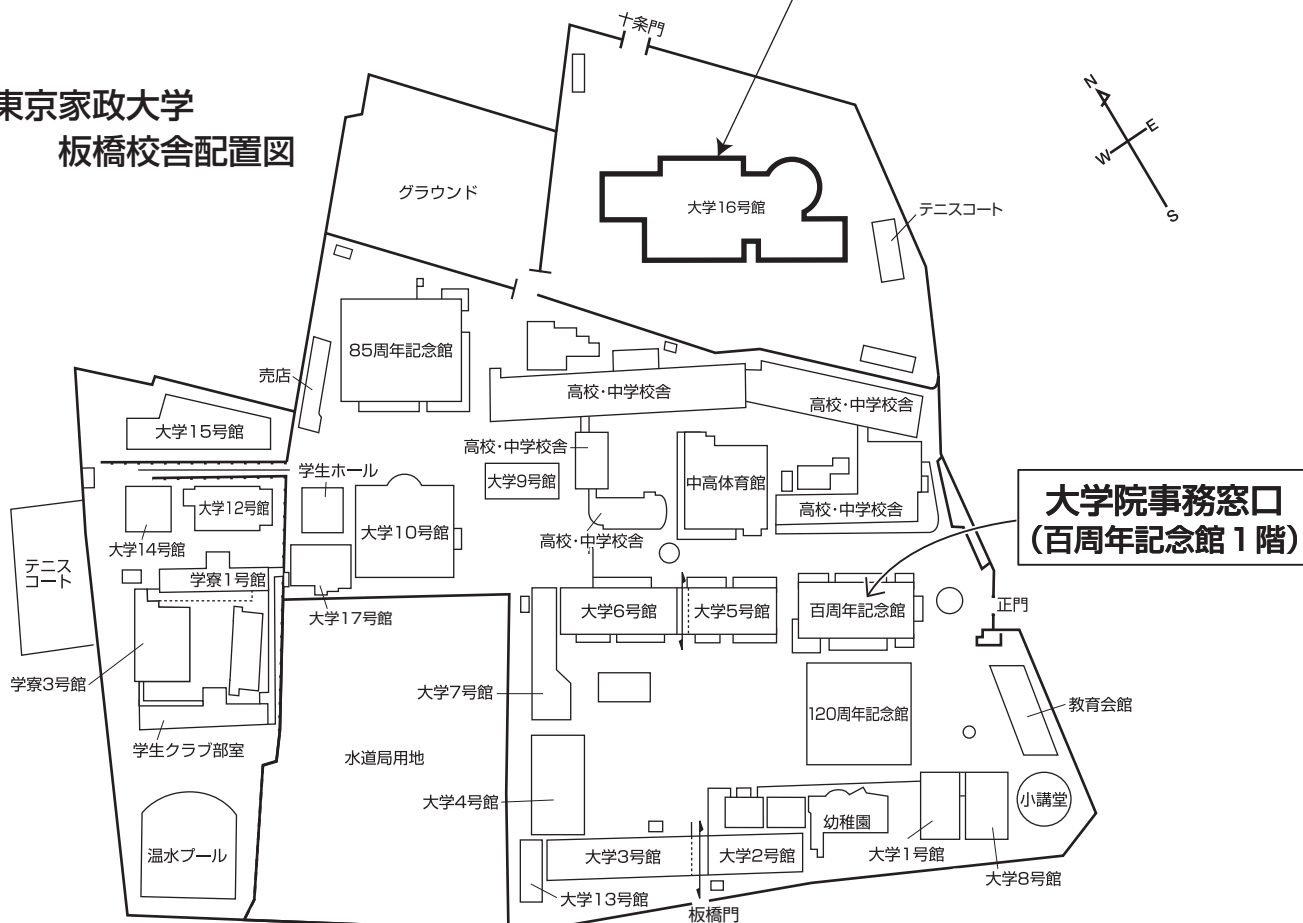 東京家政大学
板橋校舎配置図
十条門
N
E
W
S
グラウンド
大学16号館
テニスコート
85周年記念館
売店
高校・中学校舎
高校・中学校舎
大学15号館
高校・中学校舎
学生ホール
大学9号館
中高体育館
大学12号館
高校・中学校舎
大学院事務窓口
(百周年記念館1階)
大学10号館
大学14号館
高校・中学校舎
テニス
コート
学寮1号館
大学17号館
大学6号館
大学5号館
百周年記念館
正門
学寮3号館
大学7号館
教育会館
120周年記念館
学生クラブ部室
水道局用地
大学4号館
小講堂
幼稚園
温水プール
大学3号館
大学2号館
大学1号館
大学8号館
大学13号館
板橋門